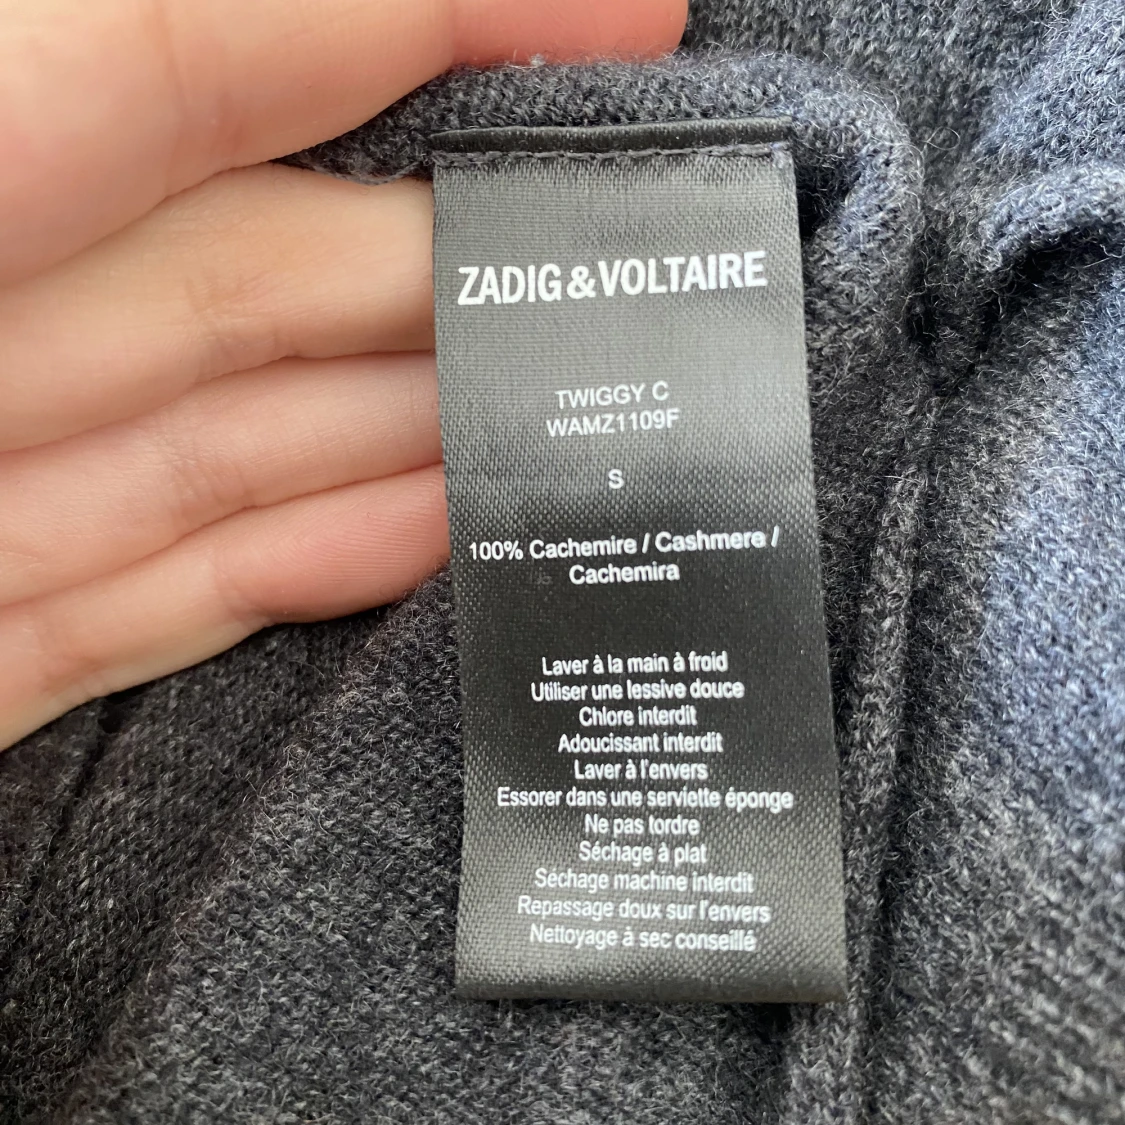 ZADIG&VOLTAIRE
TWIGGY C
WAMZ1109F
S
100% Cachemire / Cashmere /
Cachemira
Laver à la main à froid
Utiliser une lessive douce
Chlore interdit
Adoucissant interdit
Laver à l'envers
Essorer dans une serviette éponge
Ne pas tordre
Séchage à plat
Séchage machine interdit
Repassage doux sur l'envers
Nettoyage à sec conseillé